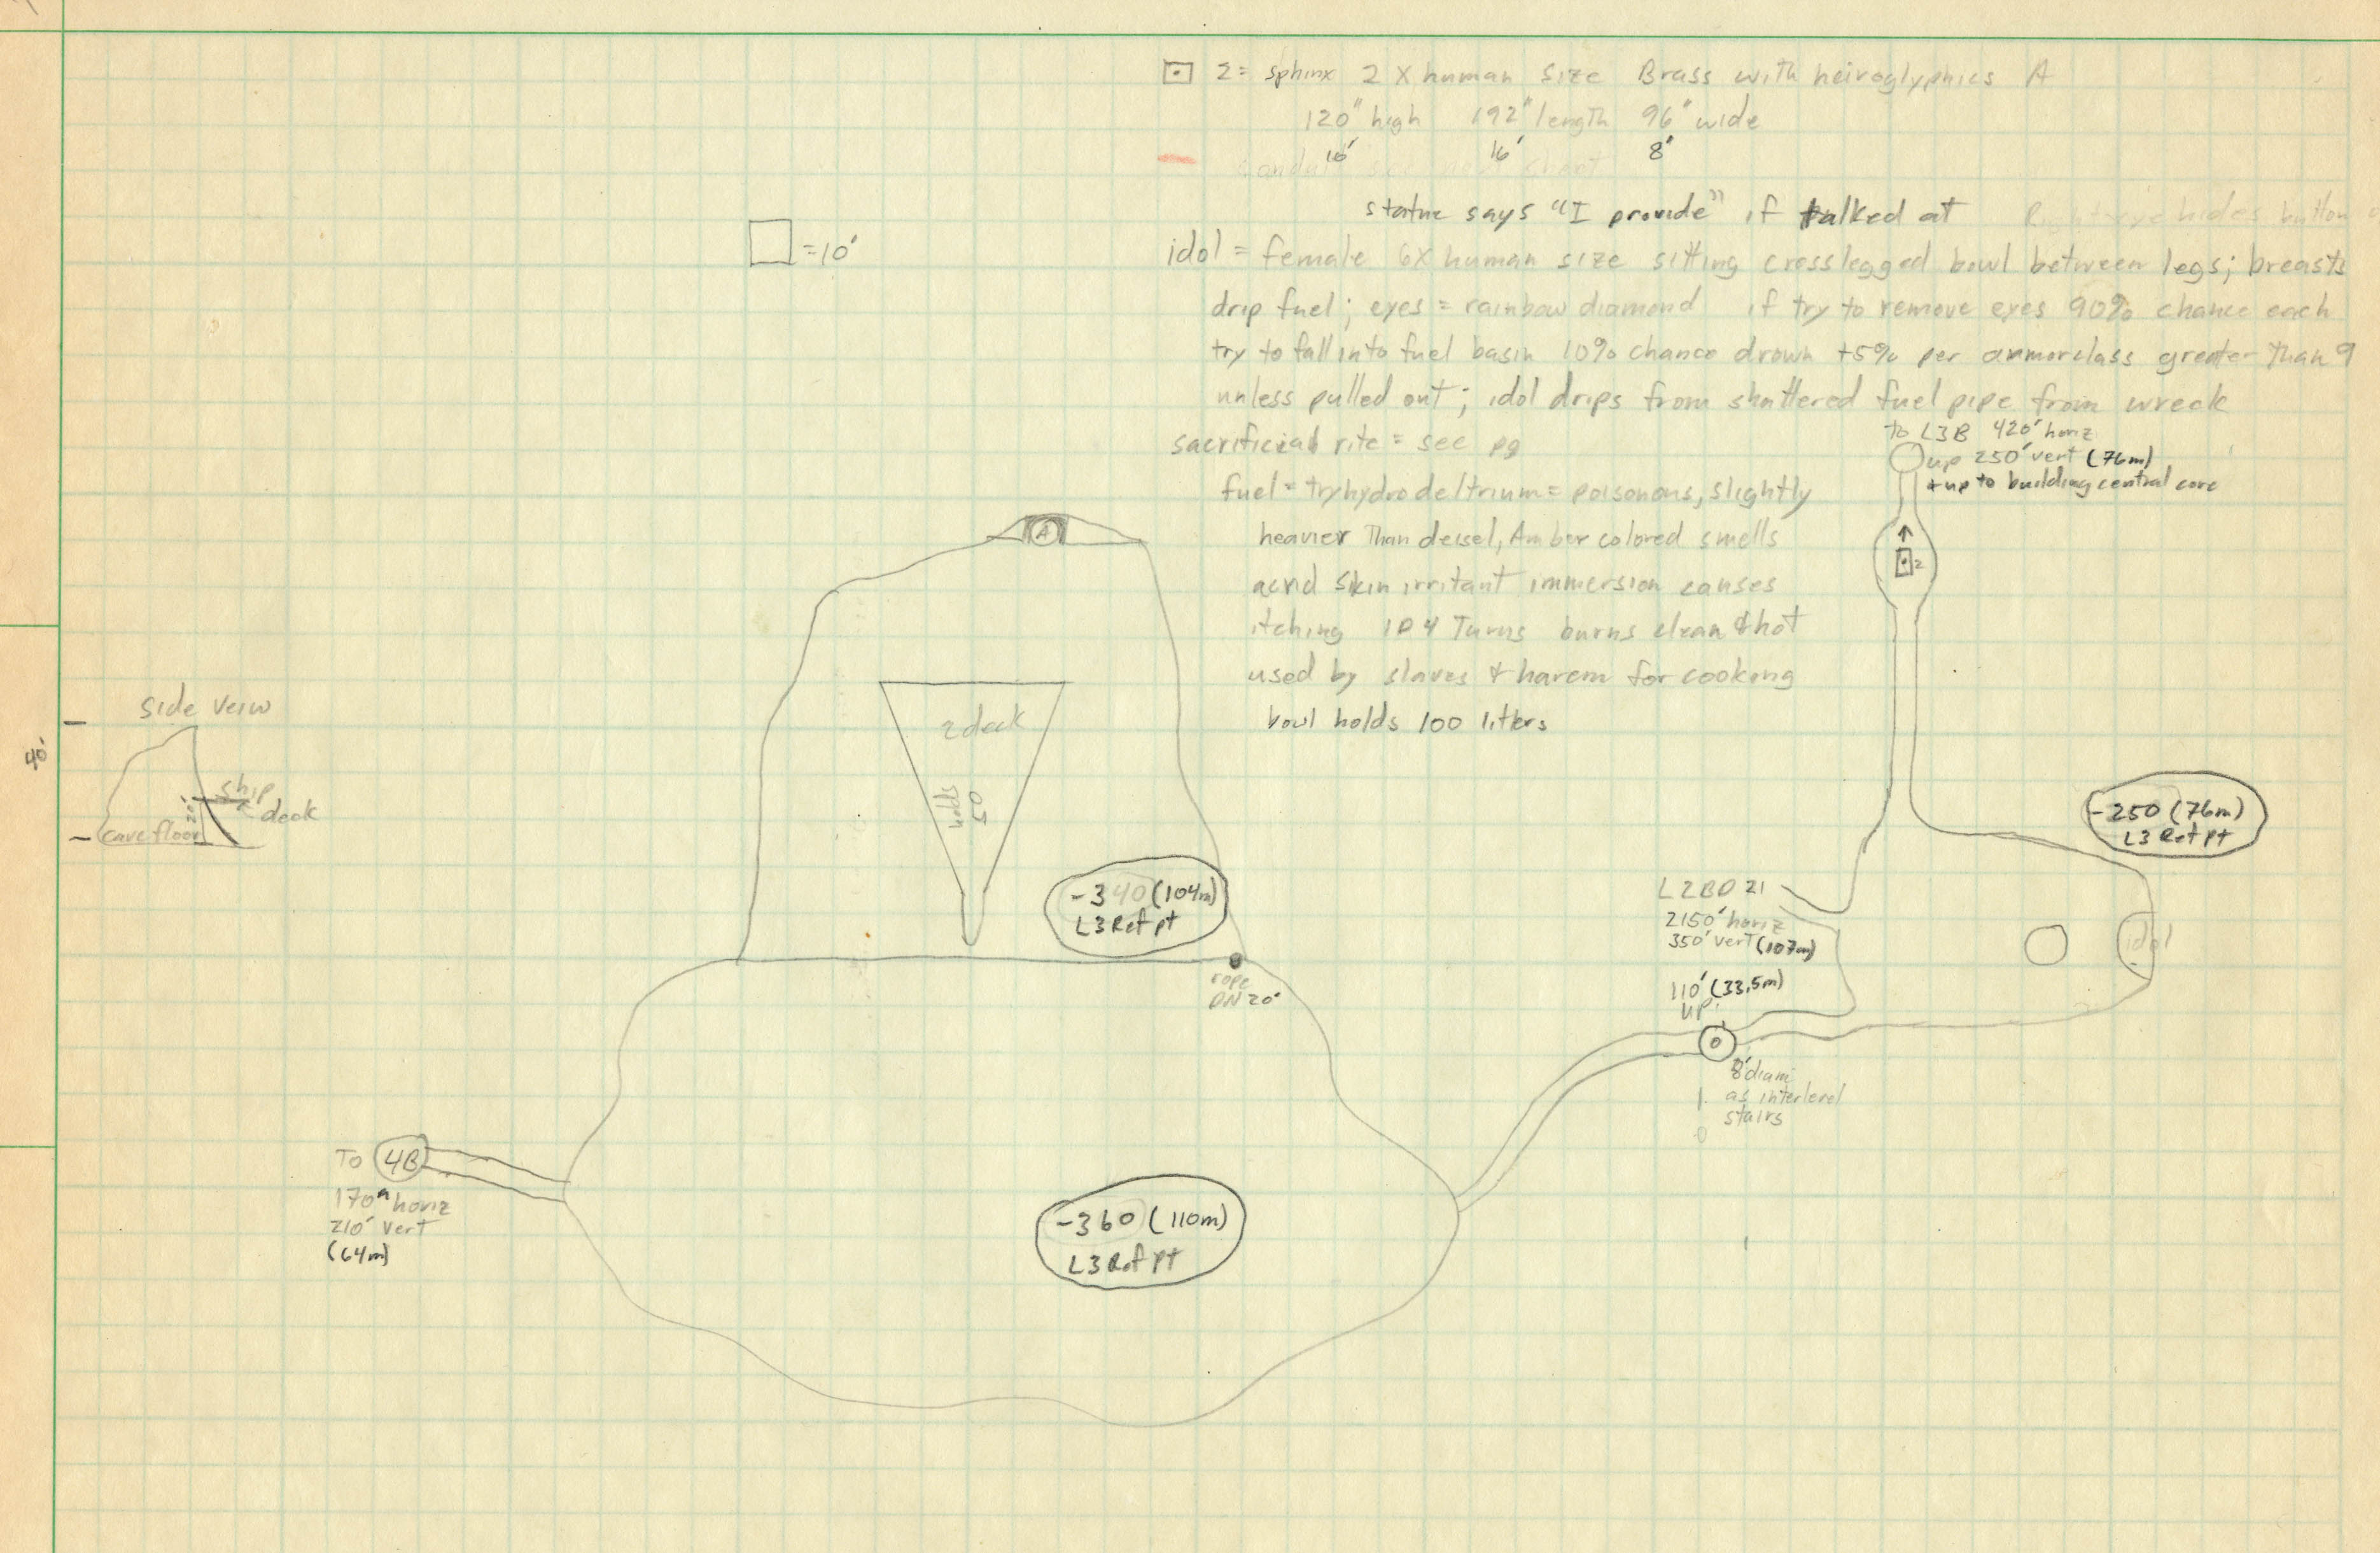 2 = sphinx 2 X human size Brass with heiroglyphics A
120" high 192" length 96" wide
10' 16' 8'
statue says "I provide" if talked at Right eye hides button
□ = 10'
idol = female 6X human size sitting crosslegged bowl between legs; breasts
drip fuel; eyes = rainbow diamond if try to remove eyes 90% chance each
try to fall into fuel basin 10% chance drown +5% per armorclass greater than 9
unless pulled out; idol drips from shattered fuel pipe from wreck
sacrificial rite = see pg
to L3B 420' horiz
up 250' vert (76m)
+ up to building central core
fuel = tryhydrodeltrium = poisonous, slightly
heavier Than deisel, Amber colored smells
acrid skin irritant immersion causes
itching 1D4 Turns burns clean & hot
used by slaves & harem for cooking
bowl holds 100 liters
A
2
side veiw
40'
ship
deck
20'
cave floor
2 deck
-340 (104m)
L3 Ref pt
rope
DN 20'
-250 (76m)
L3 Ref pt
L2BD 21
2150' horiz
350' vert (107m)
110' (33.5m)
up
idol
8' diam
as interlevel
stairs
To 4B
170' horiz
210' vert
(64m)
-360 (110m)
L3 Ref pt